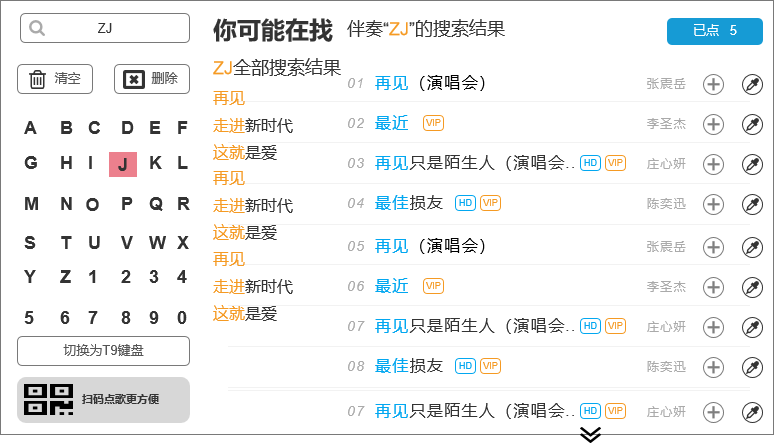 ZJ
清空 删除
A B C D E F
G H I J K L
M N O P Q R
S T U V W X
Y Z 1 2 3 4
5 6 7 8 9 0
切换为T9键盘
扫码点歌更方便
你可能在找
ZJ全部搜索结果
再见
走进新时代
这就是爱
再见
走进新时代
这就是爱
再见
走进新时代
这就是爱
伴奏“ZJ”的搜索结果
已点 5
01 再见（演唱会） 张震岳
02 最近 VIP 李圣杰
03 再见只是陌生人（演唱会.. HD VIP 庄心妍
04 最佳损友 HD VIP 陈奕迅
05 再见（演唱会） 张震岳
06 最近 VIP 李圣杰
07 再见只是陌生人（演唱会.. HD VIP 庄心妍
08 最佳损友 HD VIP 陈奕迅
07 再见只是陌生人（演唱会.. HD VIP 庄心妍